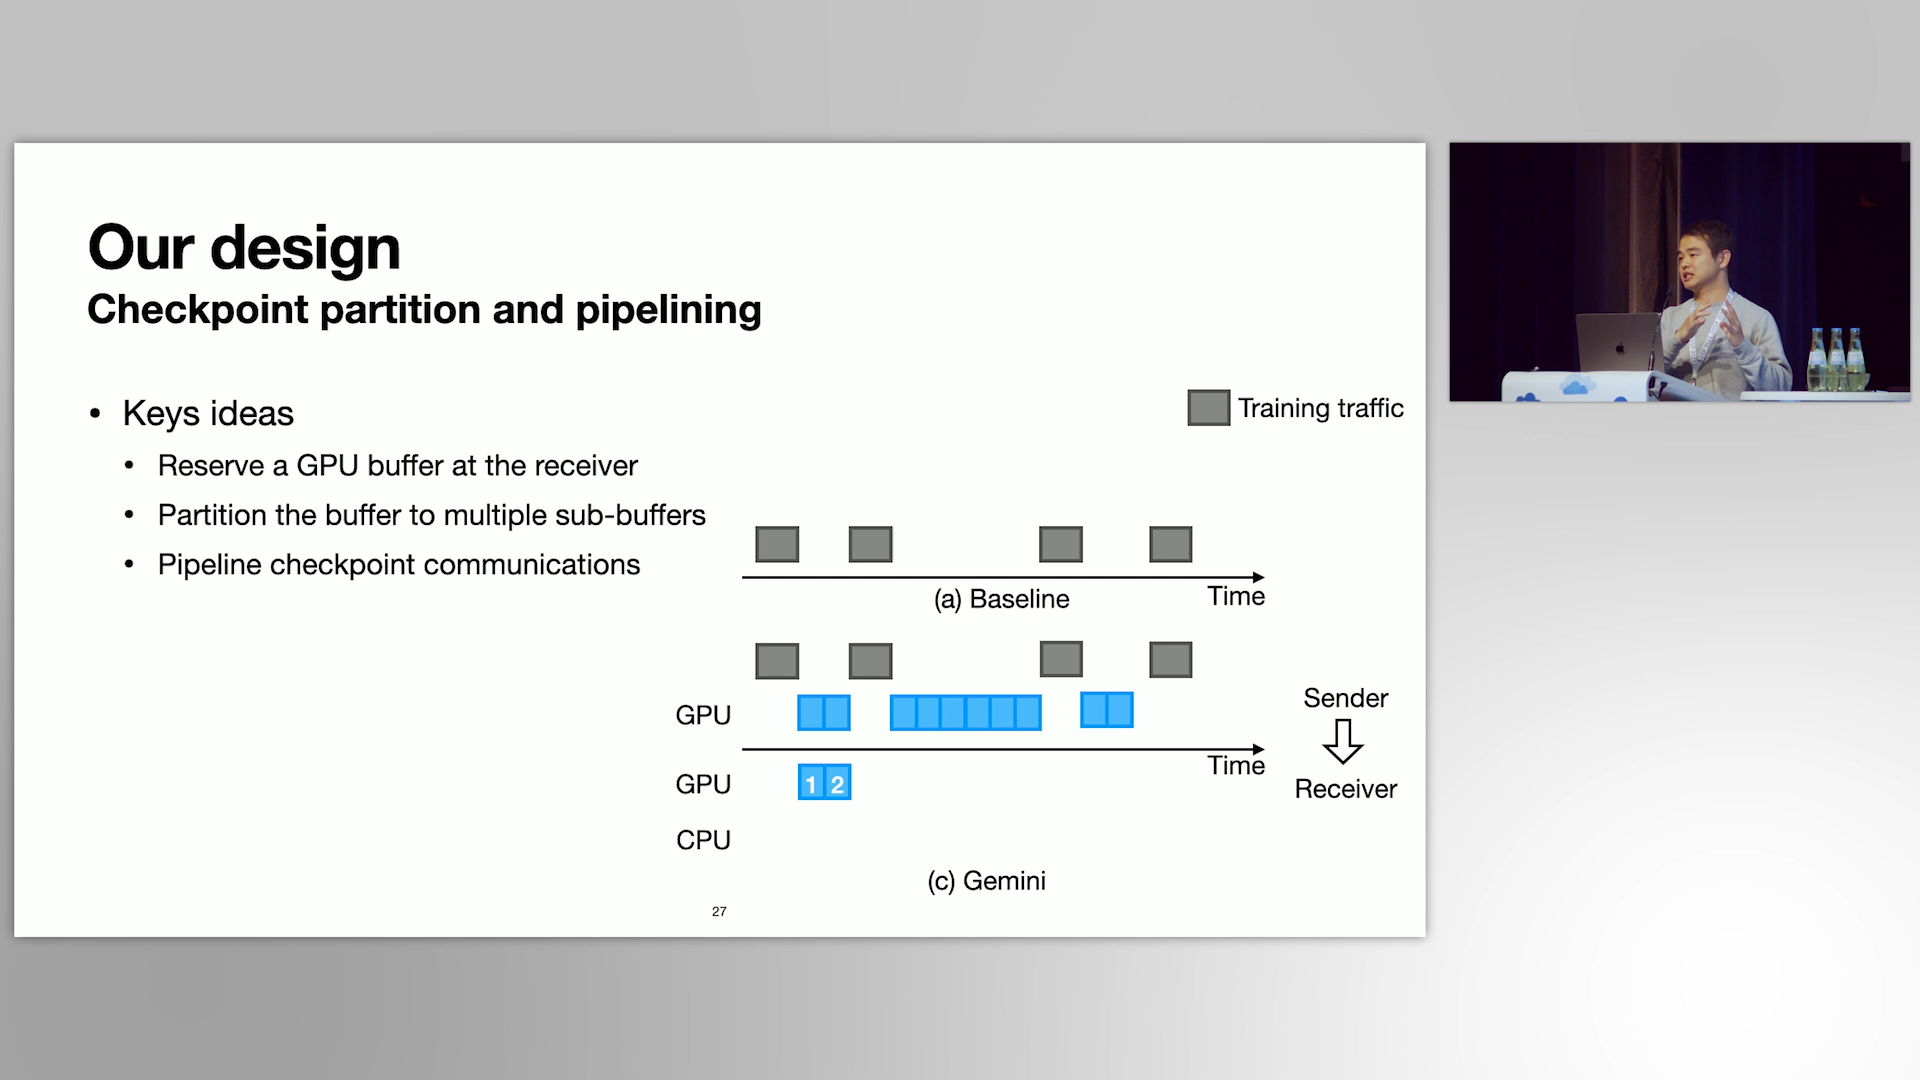 Our design
Checkpoint partition and pipelining
• Keys ideas
• Reserve a GPU buffer at the receiver
• Partition the buffer to multiple sub-buffers
• Pipeline checkpoint communications
Training traffic
Time
(a) Baseline
GPU
Time
GPU
1 2
CPU
(c) Gemini
Sender
Receiver
27